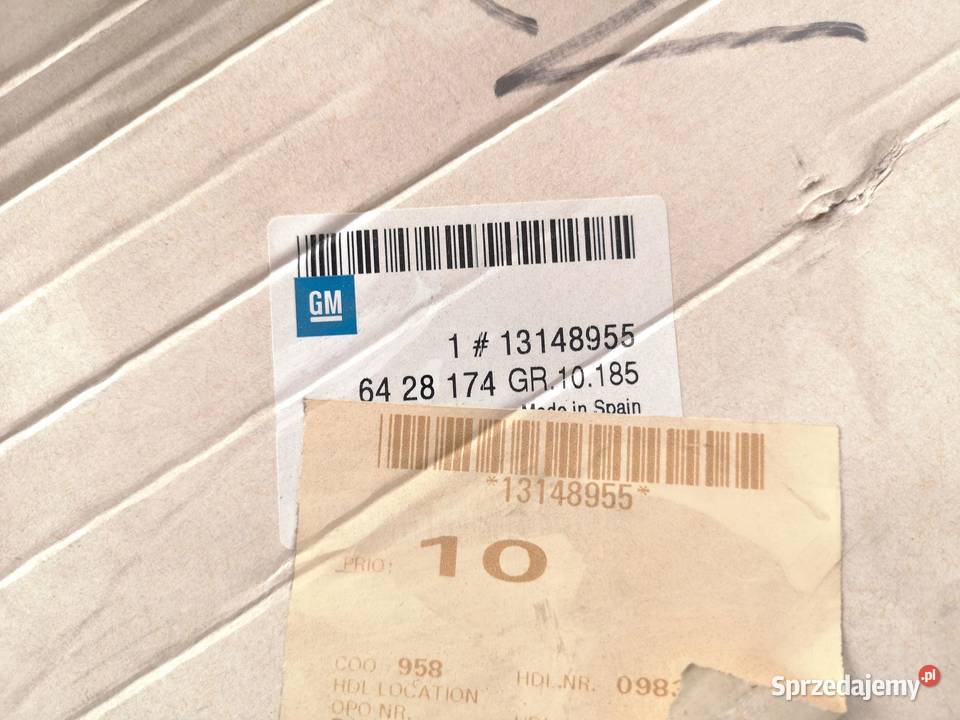 GM
1 # 13148955
64 28 174 GR.10.185
Made in Spain
*13148955*
PRIO: 10
COO 958
HDL.NR. 0983
HDL LOCATION
OPO NR.
Sprzedajemy.pl